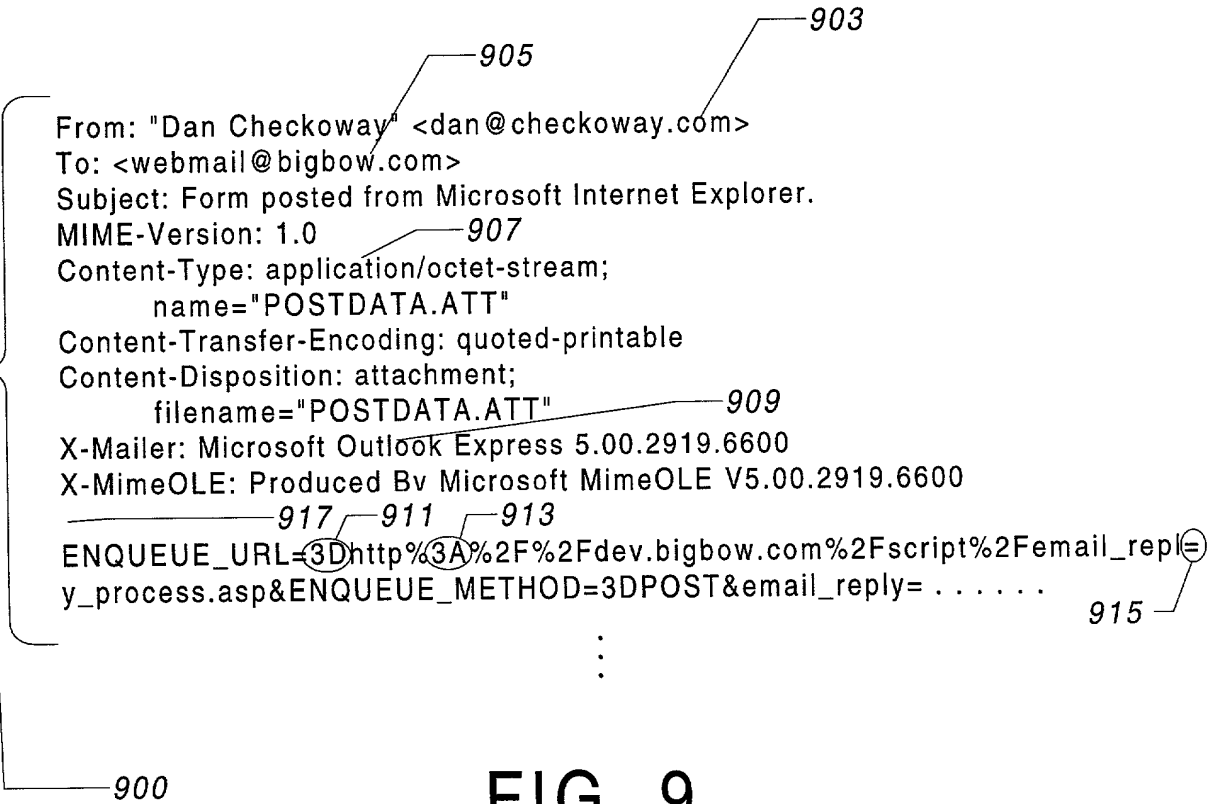 903
905
From: "Dan Checkoway" <dan@checkoway.com>
To: <webmail@bigbow.com>
Subject: Form posted from Microsoft Internet Explorer.
MIME-Version: 1.0 907
Content-Type: application/octet-stream;
name="POSTDATA.ATT"
Content-Transfer-Encoding: quoted-printable
Content-Disposition: attachment;
filename="POSTDATA.ATT" 909
X-Mailer: Microsoft Outlook Express 5.00.2919.6600
X-MimeOLE: Produced Bv Microsoft MimeOLE V5.00.2919.6600
917 911 913
ENQUEUE_URL=3Dhttp%3A%2F%2Fdev.bigbow.com%2Fscript%2Femail_repl=
y_process.asp&ENQUEUE_METHOD=3DPOST&email_reply= . . . . . .
915
900
FIG. 9